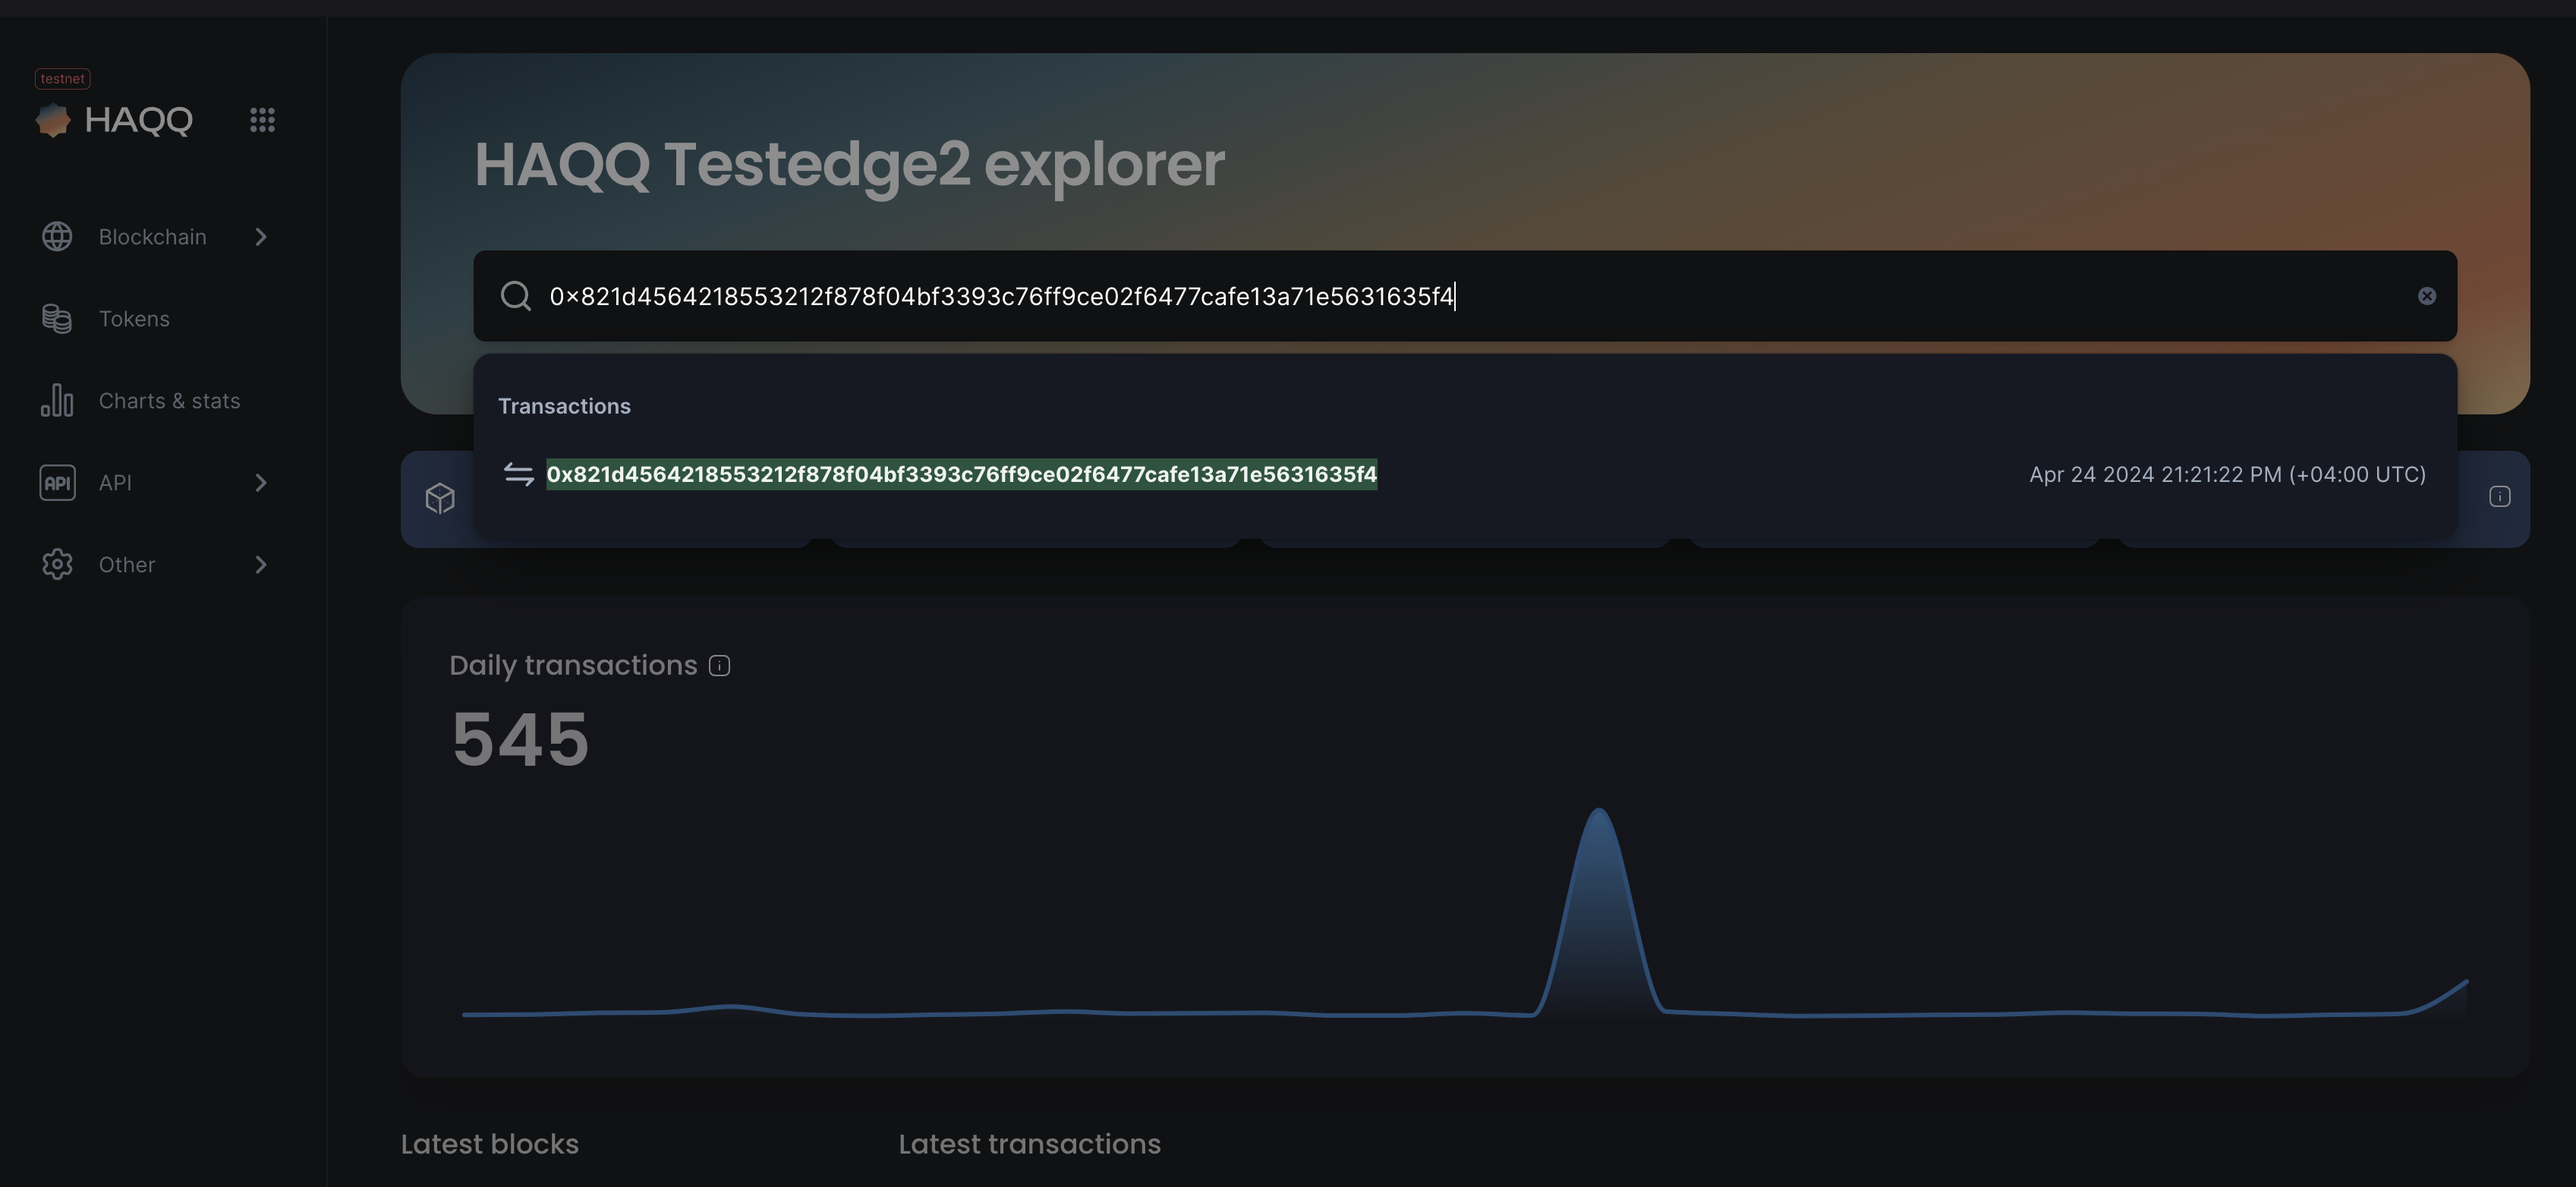 testnet
HAQQ
Blockchain
Tokens
Charts & stats
API
API
Other
HAQQ Testedge2 explorer
0x821d4564218553212f878f04bf3393c76ff9ce02f6477cafe13a71e5631635f4
Transactions
0x821d4564218553212f878f04bf3393c76ff9ce02f6477cafe13a71e5631635f4 Apr 24 2024 21:21:22 PM (+04:00 UTC)
Daily transactions
545
Latest blocks
Latest transactions